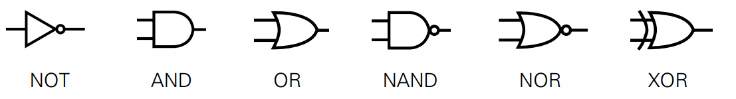 NOT AND OR NAND NOR XOR